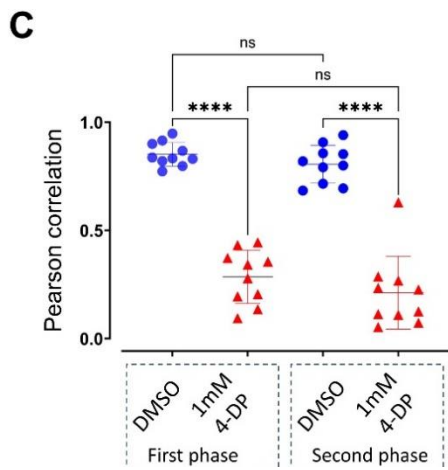 C
ns
ns
**** ****
1.0
0.5
0.0
Pearson correlation
DMSO
1mM
4-DP
DMSO
1mM
4-DP
First phase
Second phase